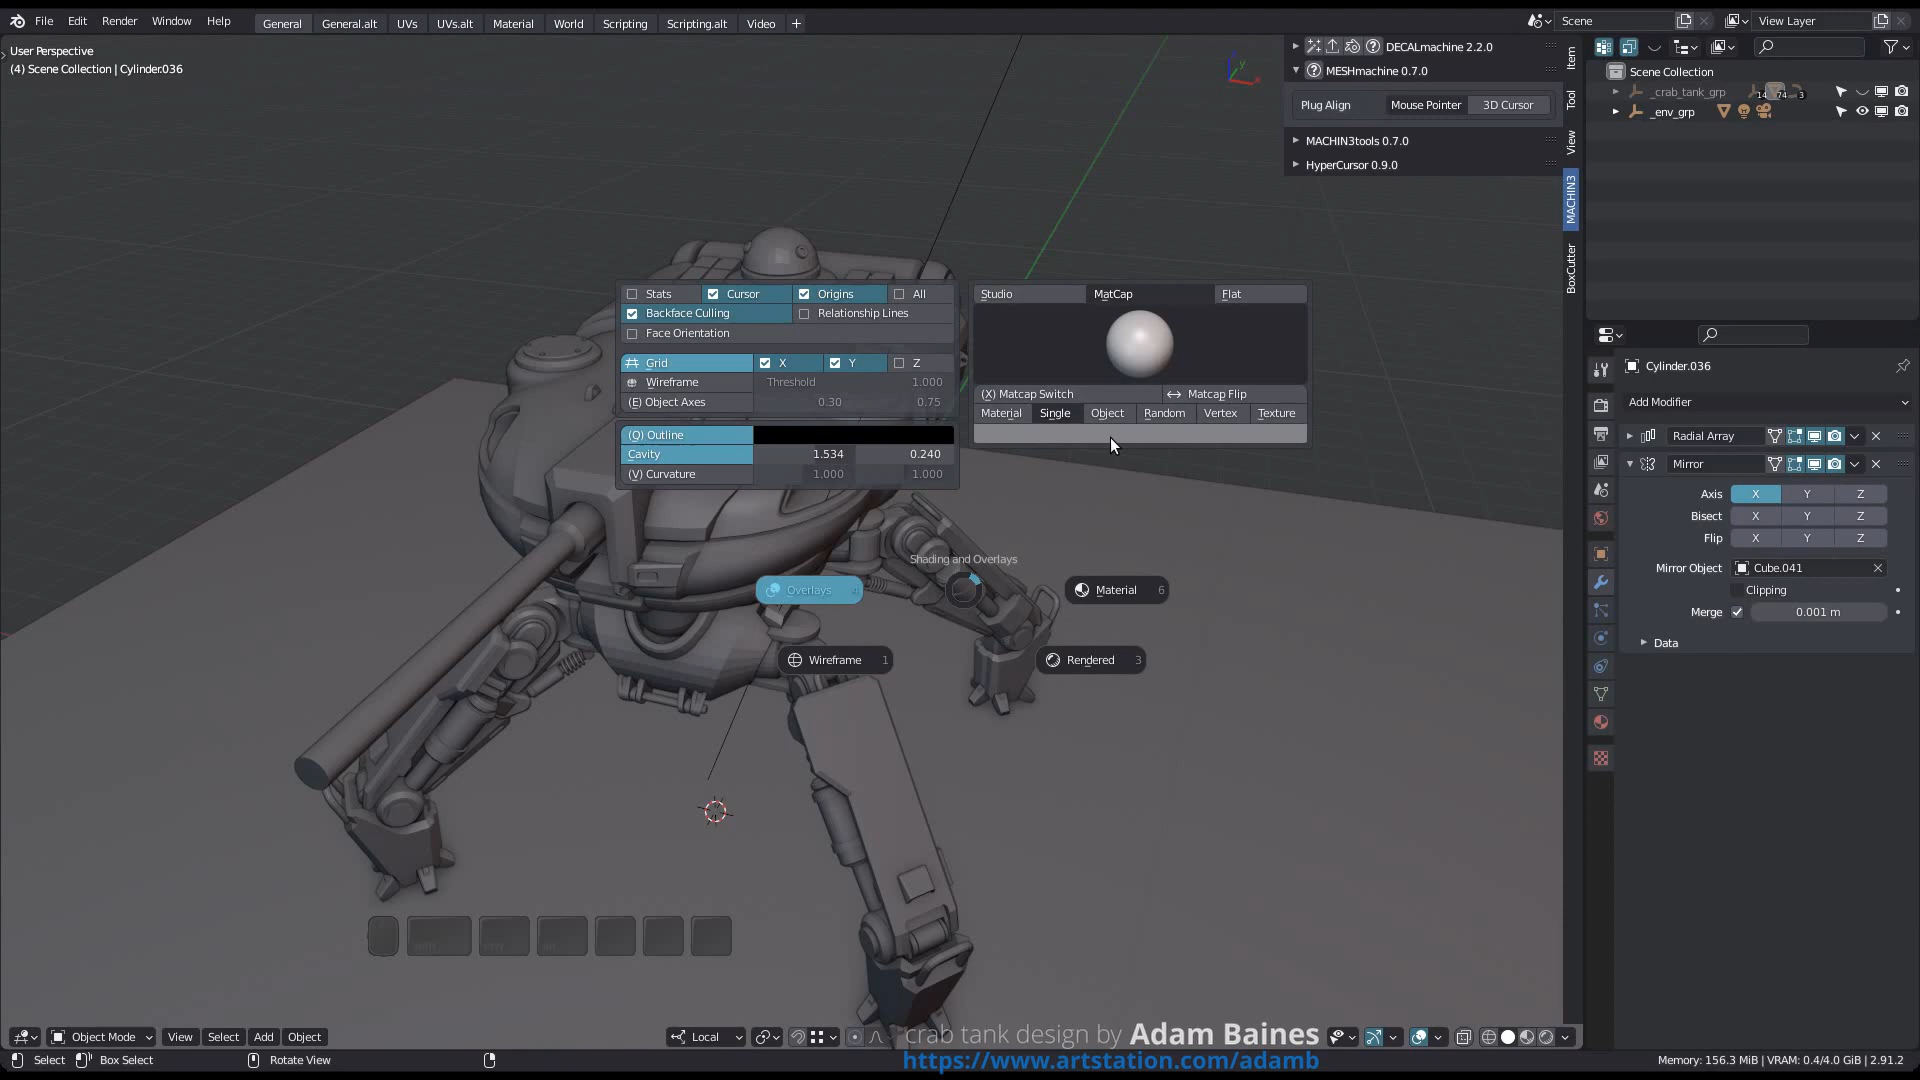 File Edit Render Window Help General General.alt UVs UVs.alt Material World Scripting Scripting.alt Video + Scene View Layer
User Perspective
(4) Scene Collection | Cylinder.036
DECALmachine 2.2.0
MESHmachine 0.7.0
Plug Align Mouse Pointer 3D Cursor
MACHIN3tools 0.7.0
HyperCursor 0.9.0
Item
Tool
View
MACHIN3
BoxCutter
Scene Collection
_crab_tank_grp 14 74 3
_env_grp
Stats Cursor Origins All
Backface Culling Relationship Lines
Face Orientation
Grid X Y Z
Wireframe Threshold 1.000
(E) Object Axes 0.30 0.75
(Q) Outline
Cavity 1.534 0.240
(V) Curvature 1.000 1.000
Studio MatCap Flat
(X) Matcap Switch Matcap Flip
Material Single Object Random Vertex Texture
Shading and Overlays
Overlays 4
Material 6
Wireframe 1
Rendered 3
Cylinder.036
Add Modifier
Radial Array
Mirror
Axis X Y Z
Bisect X Y Z
Flip X Y Z
Mirror Object Cube.041
Clipping
Merge 0.001 m
Data
Object Mode View Select Add Object Local
crab tank design by Adam Baines
https://www.artstation.com/adamb
Select Box Select Rotate View Memory: 156.3 MiB | VRAM: 0.4/4.0 GiB | 2.91.2